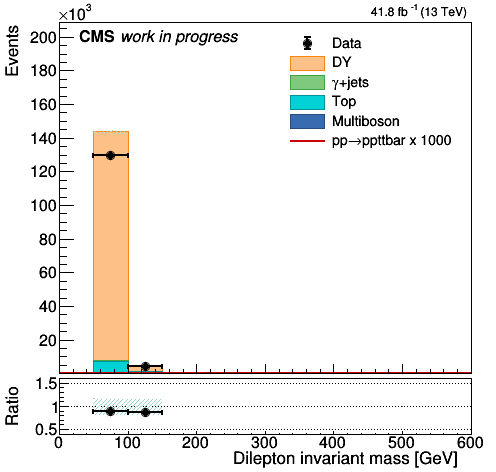 ×10³
41.8 fb⁻¹ (13 TeV)
CMS work in progress
Events
200
180
160
140
120
100
80
60
40
20
Data
DY
γ+jets
Top
Multiboson
pp→ppttbar x 1000
Ratio
1.5
1
0.5
0 100 200 300 400 500 600
Dilepton invariant mass [GeV]